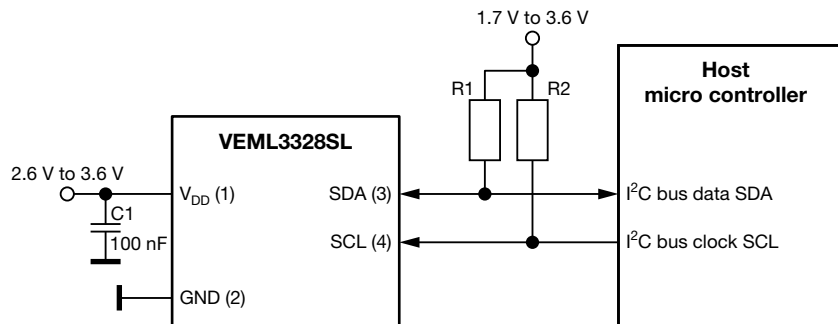 1.7 V to 3.6 V
Host
micro controller
R1
R2
VEML3328SL
2.6 V to 3.6 V
V_DD (1)
SDA (3)
I²C bus data SDA
C1
100 nF
SCL (4)
I²C bus clock SCL
GND (2)